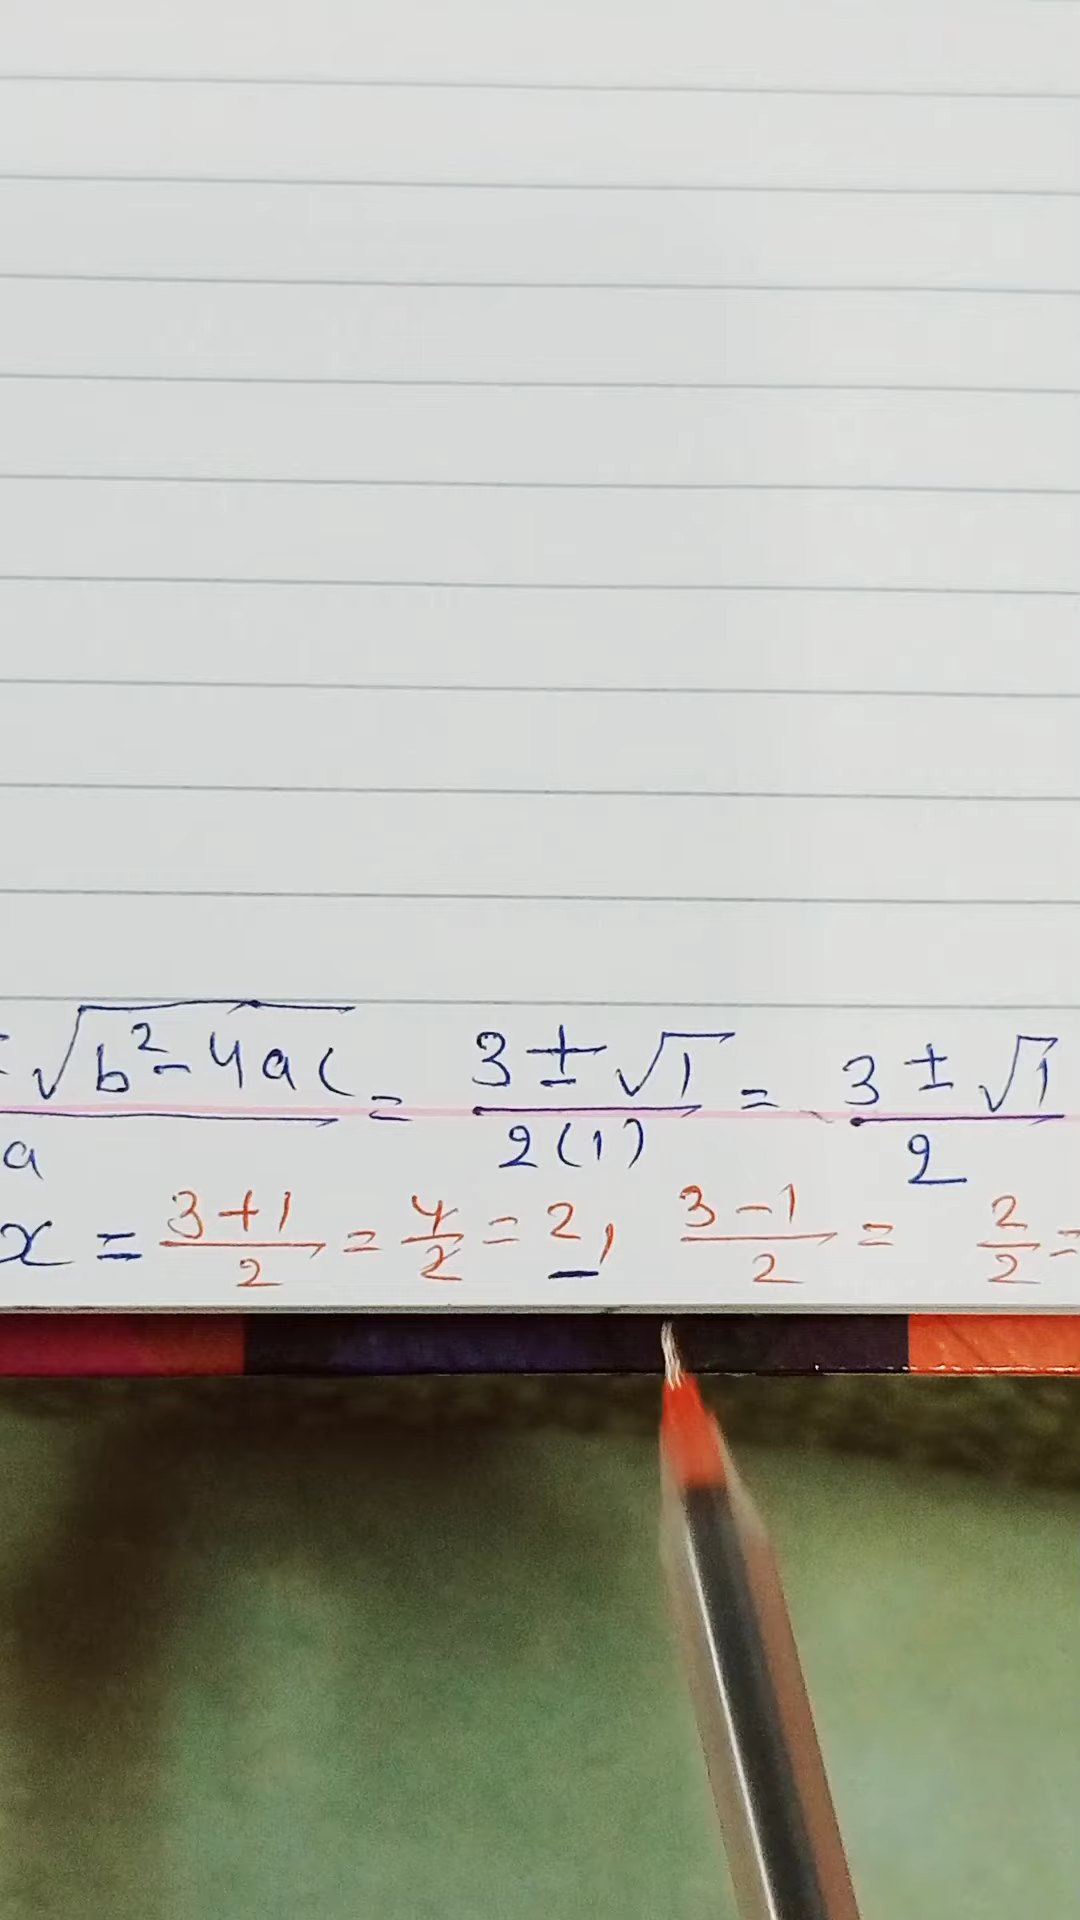 ± √b²-4ac = 3 ± √1 / 2(1) = 3 ± √1 / 2
a
x = 3+1 / 2 = 4/2 = 2, 3-1 / 2 = 2/2 =